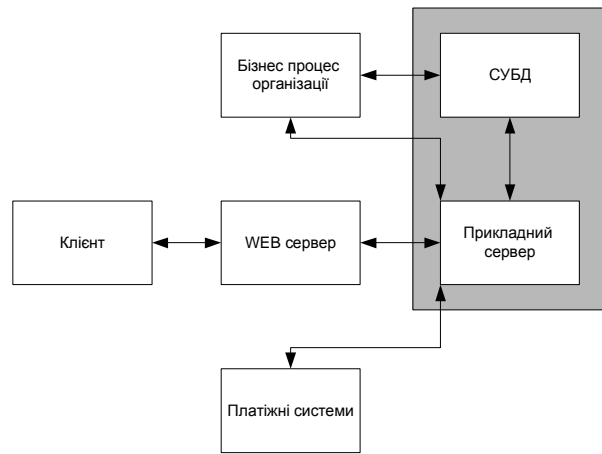 Бізнес процес
організації
СУБД
Клієнт
WEB сервер
Прикладний
сервер
Платіжні системи